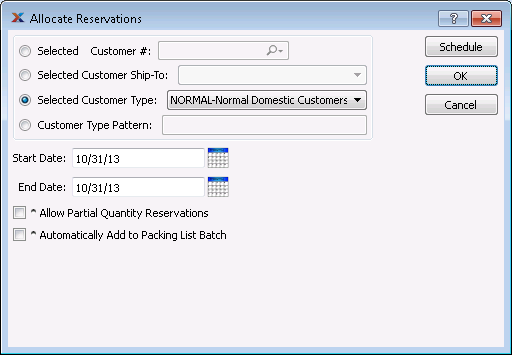 Allocate Reservations
Selected Customer #:
Schedule
Selected Customer Ship-To:
OK
Selected Customer Type: NORMAL-Normal Domestic Customers
Cancel
Customer Type Pattern:
Start Date: 10/31/13
End Date: 10/31/13
^ Allow Partial Quantity Reservations
^ Automatically Add to Packing List Batch